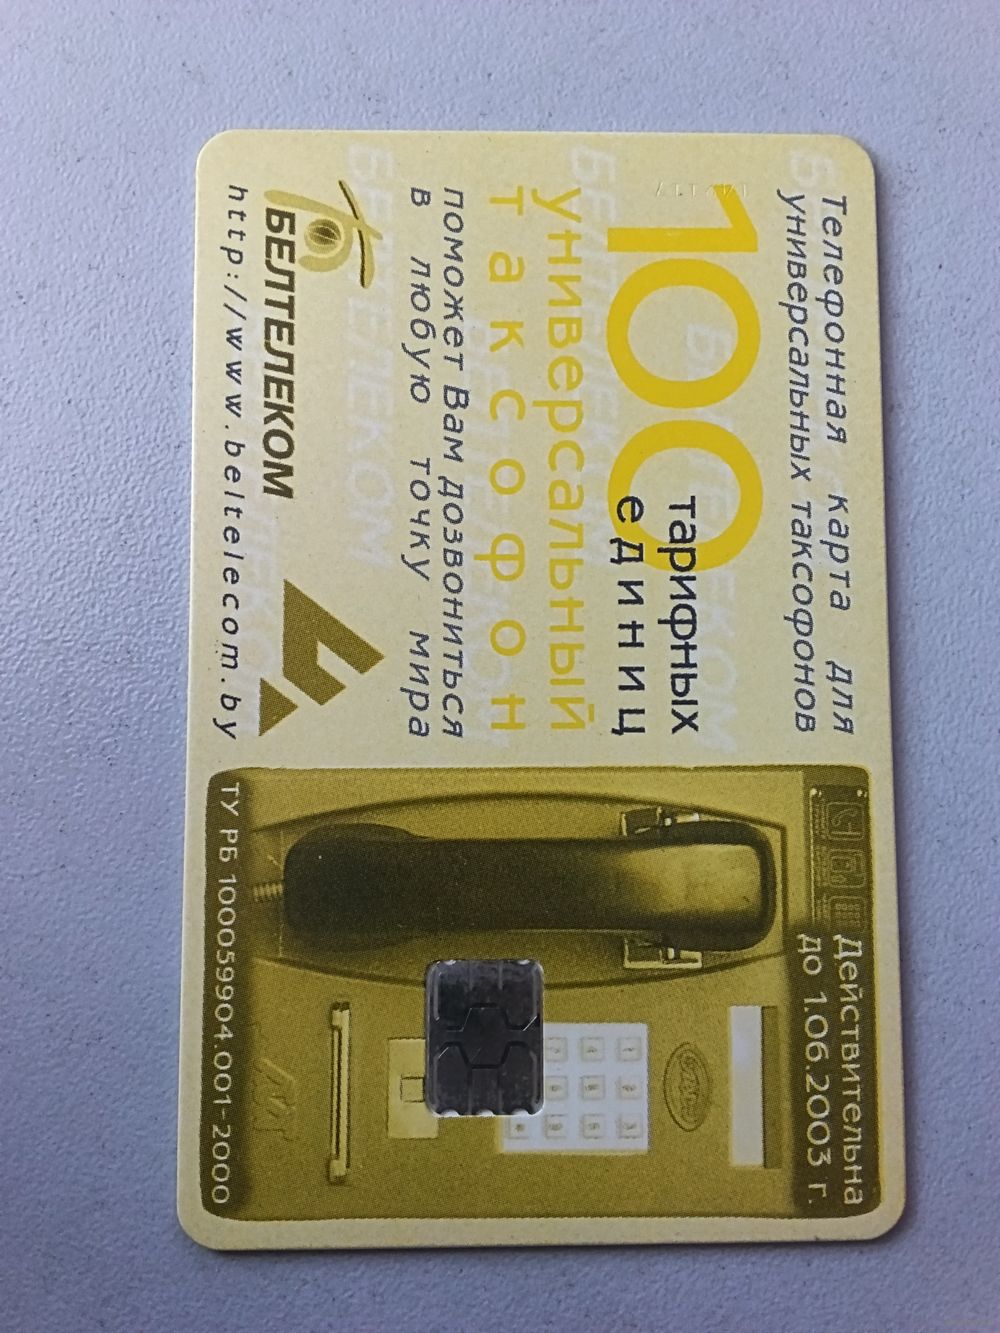 Телефонная карта для
универсальных таксофонов
100
тарифных
единиц
универсальный
таксофон
поможет Вам дозвониться
в любую точку мира
БЕЛТЕЛЕКОМ
http://www.beltelecom.by
Действительна
до 1.06.2003 г.
ТУ РБ 100059904.001-2000